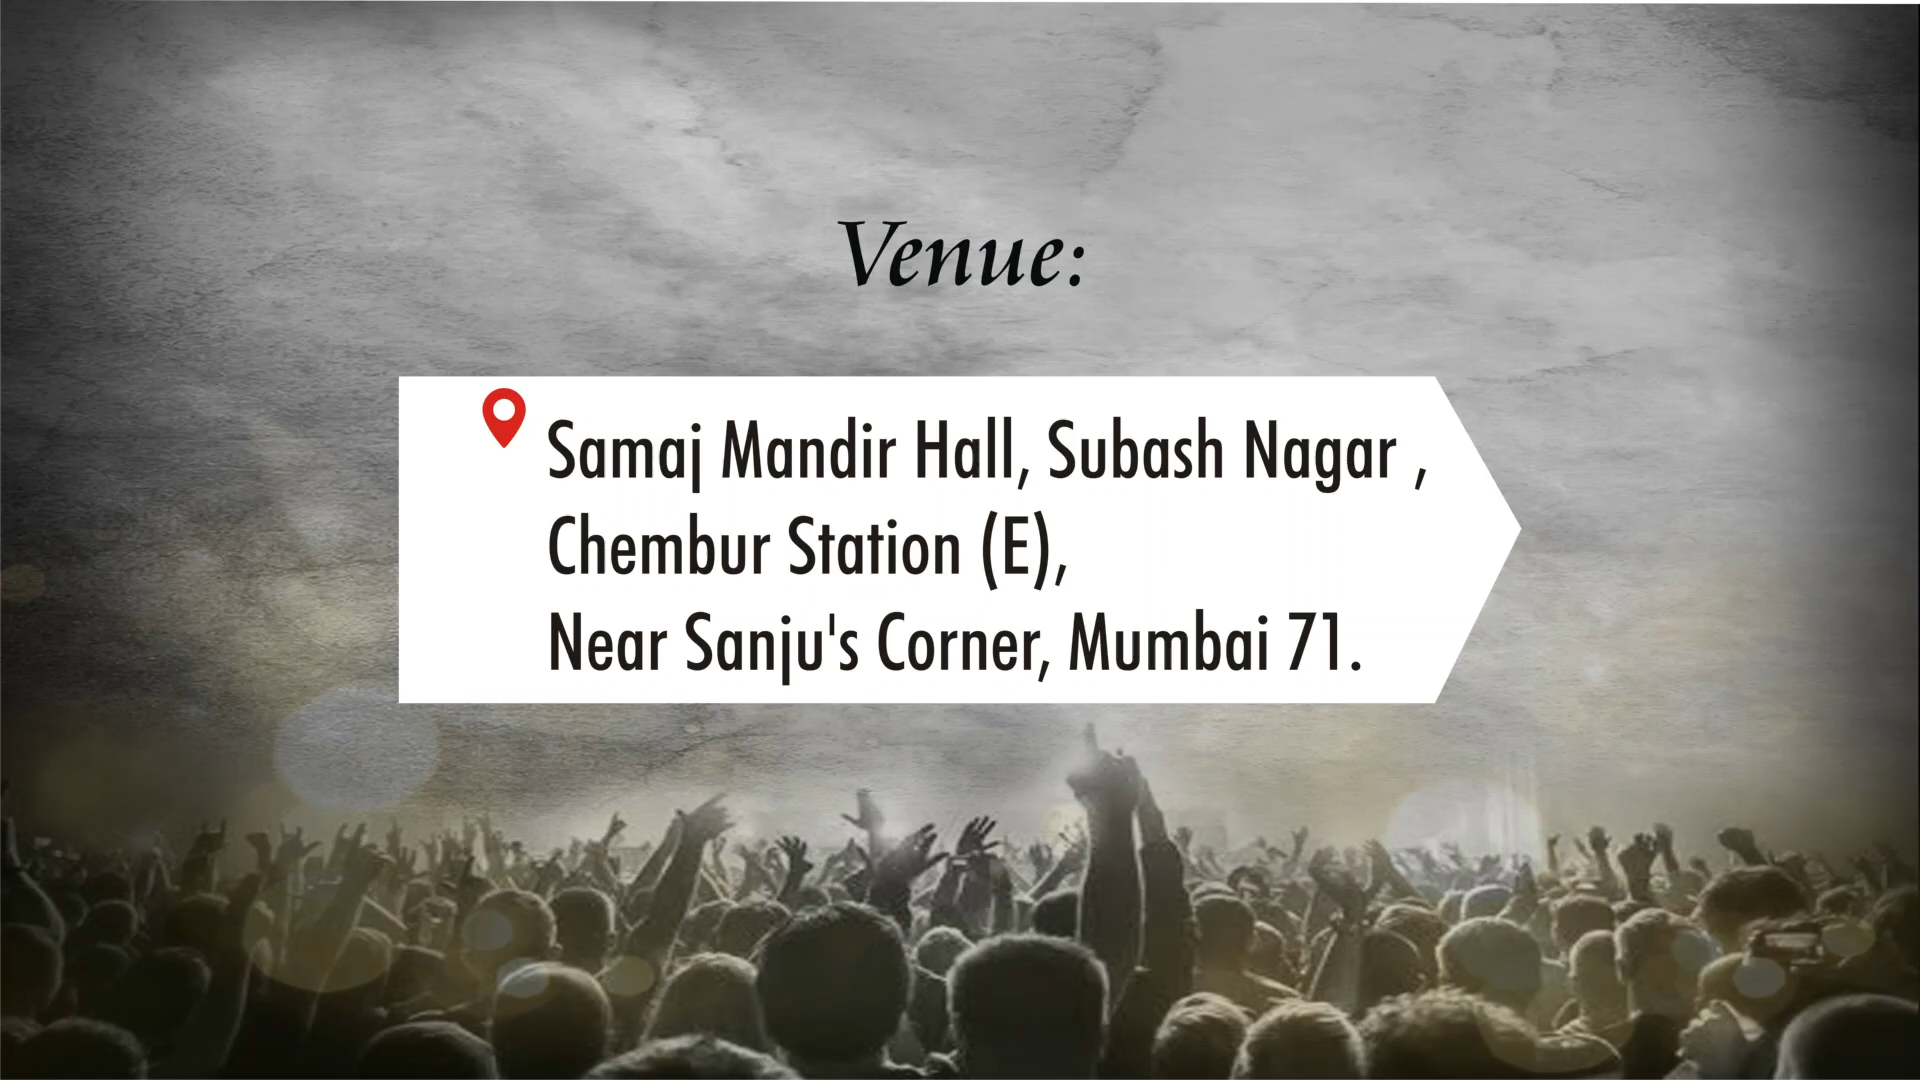 Venue:
Samaj Mandir Hall, Subash Nagar ,
Chembur Station (E),
Near Sanju's Corner, Mumbai 71.